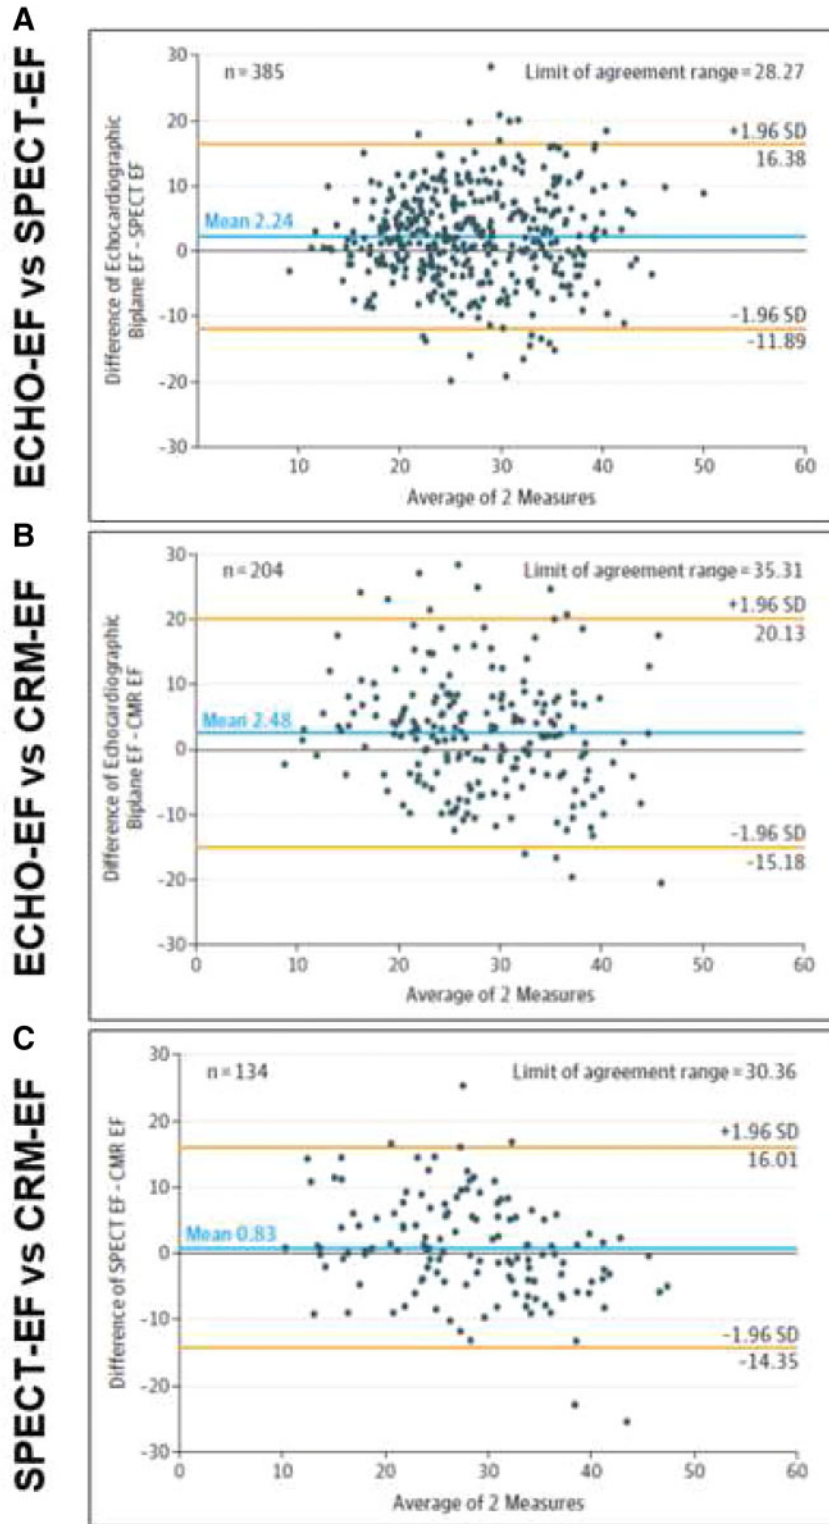 A
ECHO-EF vs SPECT-EF
Difference of Echocardiographic
Biplane EF - SPECT EF
30
20
10
0
-10
-20
-30
n = 385
Limit of agreement range = 28.27
+1.96 SD
16.38
Mean 2.24
-1.96 SD
-11.89
10 20 30 40 50 60
Average of 2 Measures
B
ECHO-EF vs CRM-EF
Difference of Echocardiographic
Biplane EF - CMR EF
30
20
10
0
-10
-20
-30
n = 204
Limit of agreement range = 35.31
+1.96 SD
20.13
Mean 2.48
-1.96 SD
-15.18
0 10 20 30 40 50 60
Average of 2 Measures
C
SPECT-EF vs CRM-EF
Difference of SPECT EF - CMR EF
30
20
10
0
-10
-20
-30
n = 134
Limit of agreement range = 30.36
+1.96 SD
16.01
Mean 0.83
-1.96 SD
-14.35
0 10 20 30 40 50 60
Average of 2 Measures